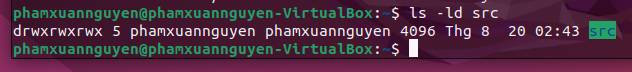 phamxuannguyen@phamxuannguyen-VirtualBox:~$ ls -ld src
drwxrwxrwx 5 phamxuannguyen phamxuannguyen 4096 Thg 8  20 02:43 src
phamxuannguyen@phamxuannguyen-VirtualBox:~$